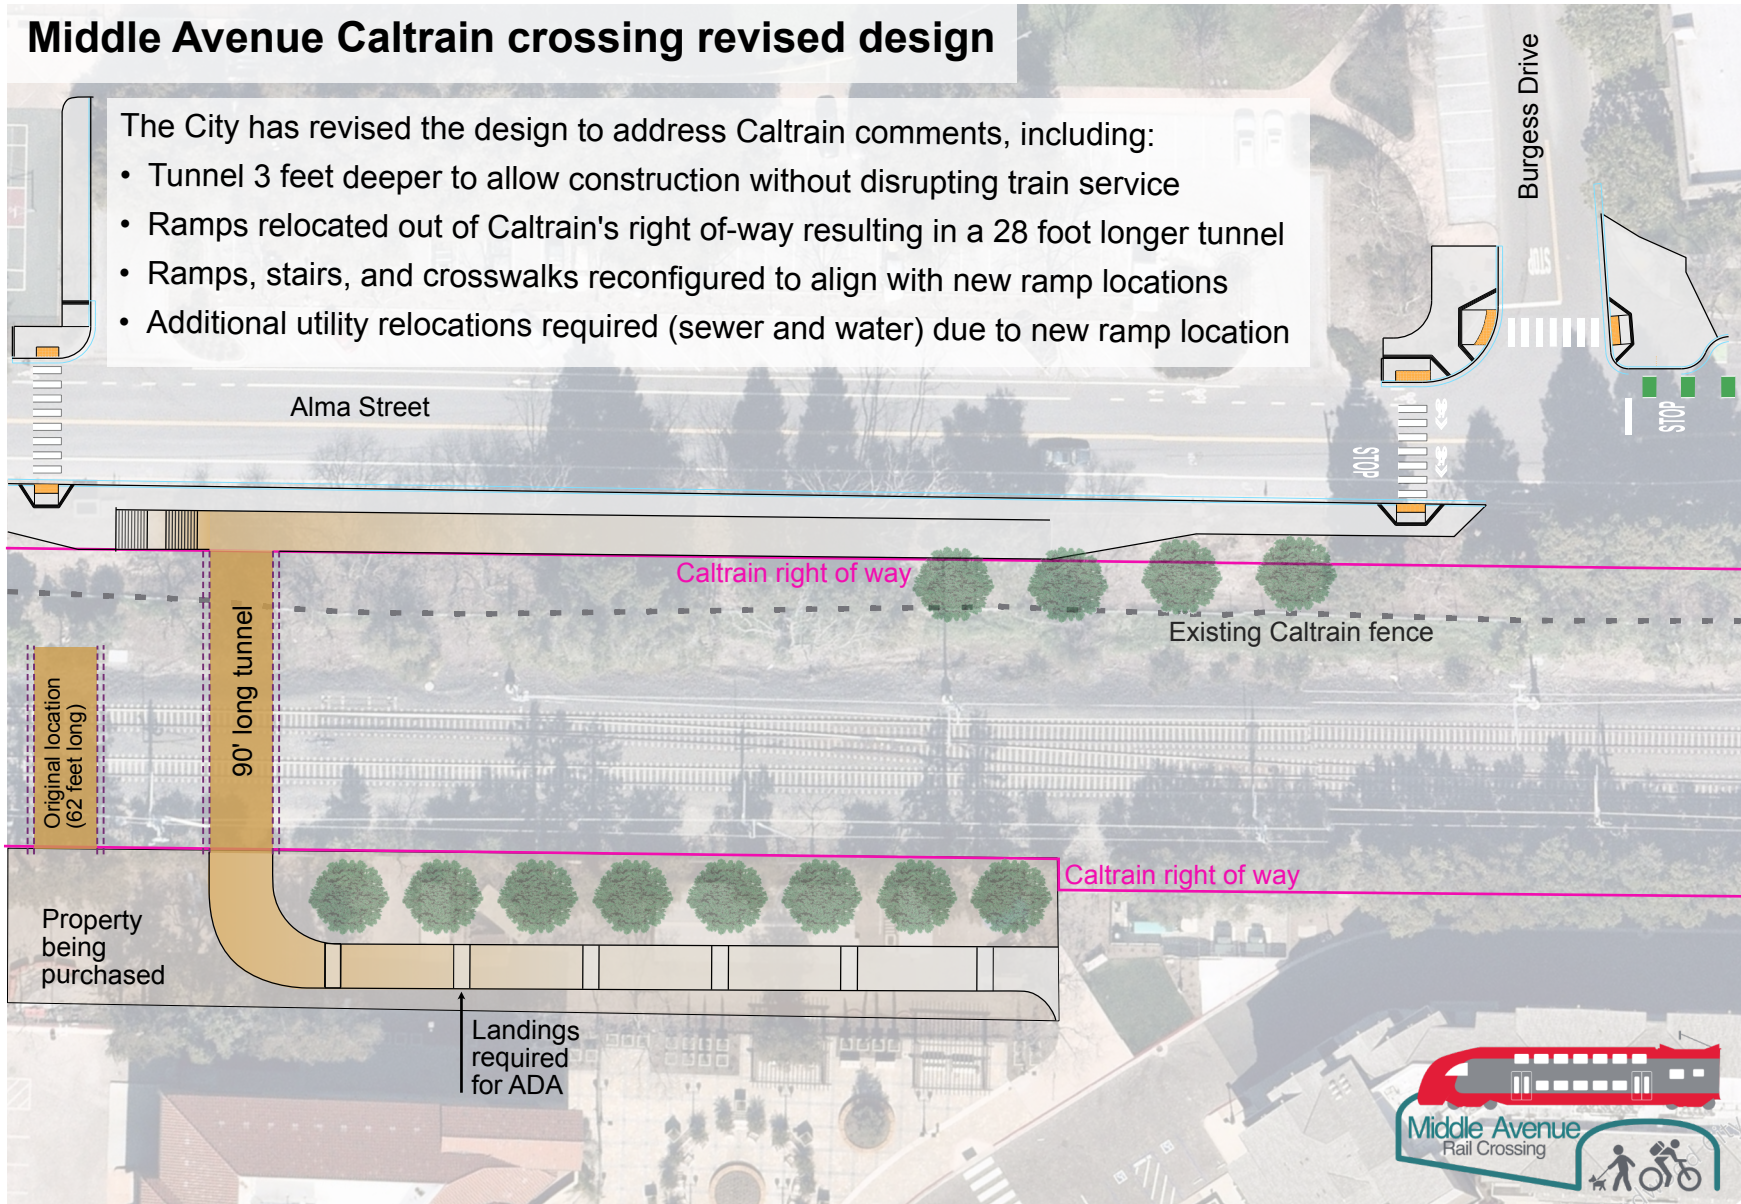 Middle Avenue Caltrain crossing revised design
The City has revised the design to address Caltrain comments, including:
• Tunnel 3 feet deeper to allow construction without disrupting train service
• Ramps relocated out of Caltrain's right of-way resulting in a 28 foot longer tunnel
• Ramps, stairs, and crosswalks reconfigured to align with new ramp locations
• Additional utility relocations required (sewer and water) due to new ramp location
Burgess Drive
STOP
Alma Street
STOP
STOP
Caltrain right of way
Existing Caltrain fence
90' long tunnel
Original location
(62 feet long)
Caltrain right of way
Property
being
purchased
Landings
required
for ADA
Middle Avenue
Rail Crossing